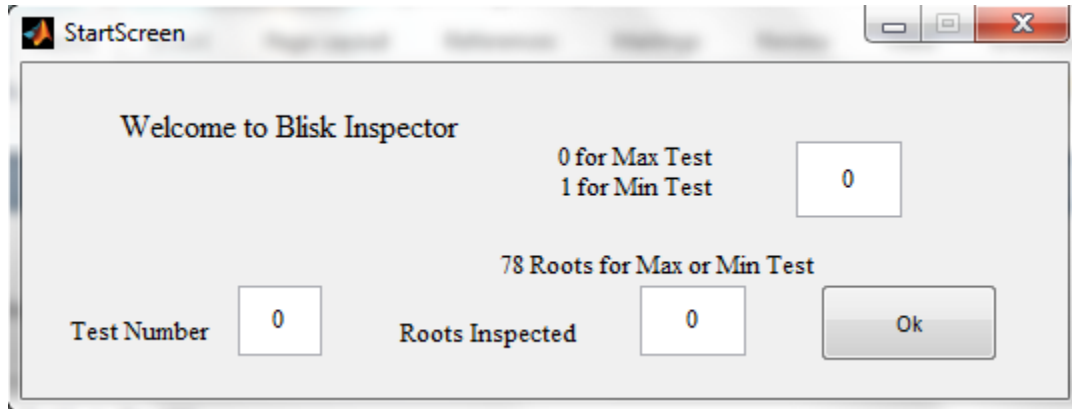 StartScreen
Welcome to Blisk Inspector
0 for Max Test
1 for Min Test
0
78 Roots for Max or Min Test
Test Number
0
Roots Inspected
0
Ok